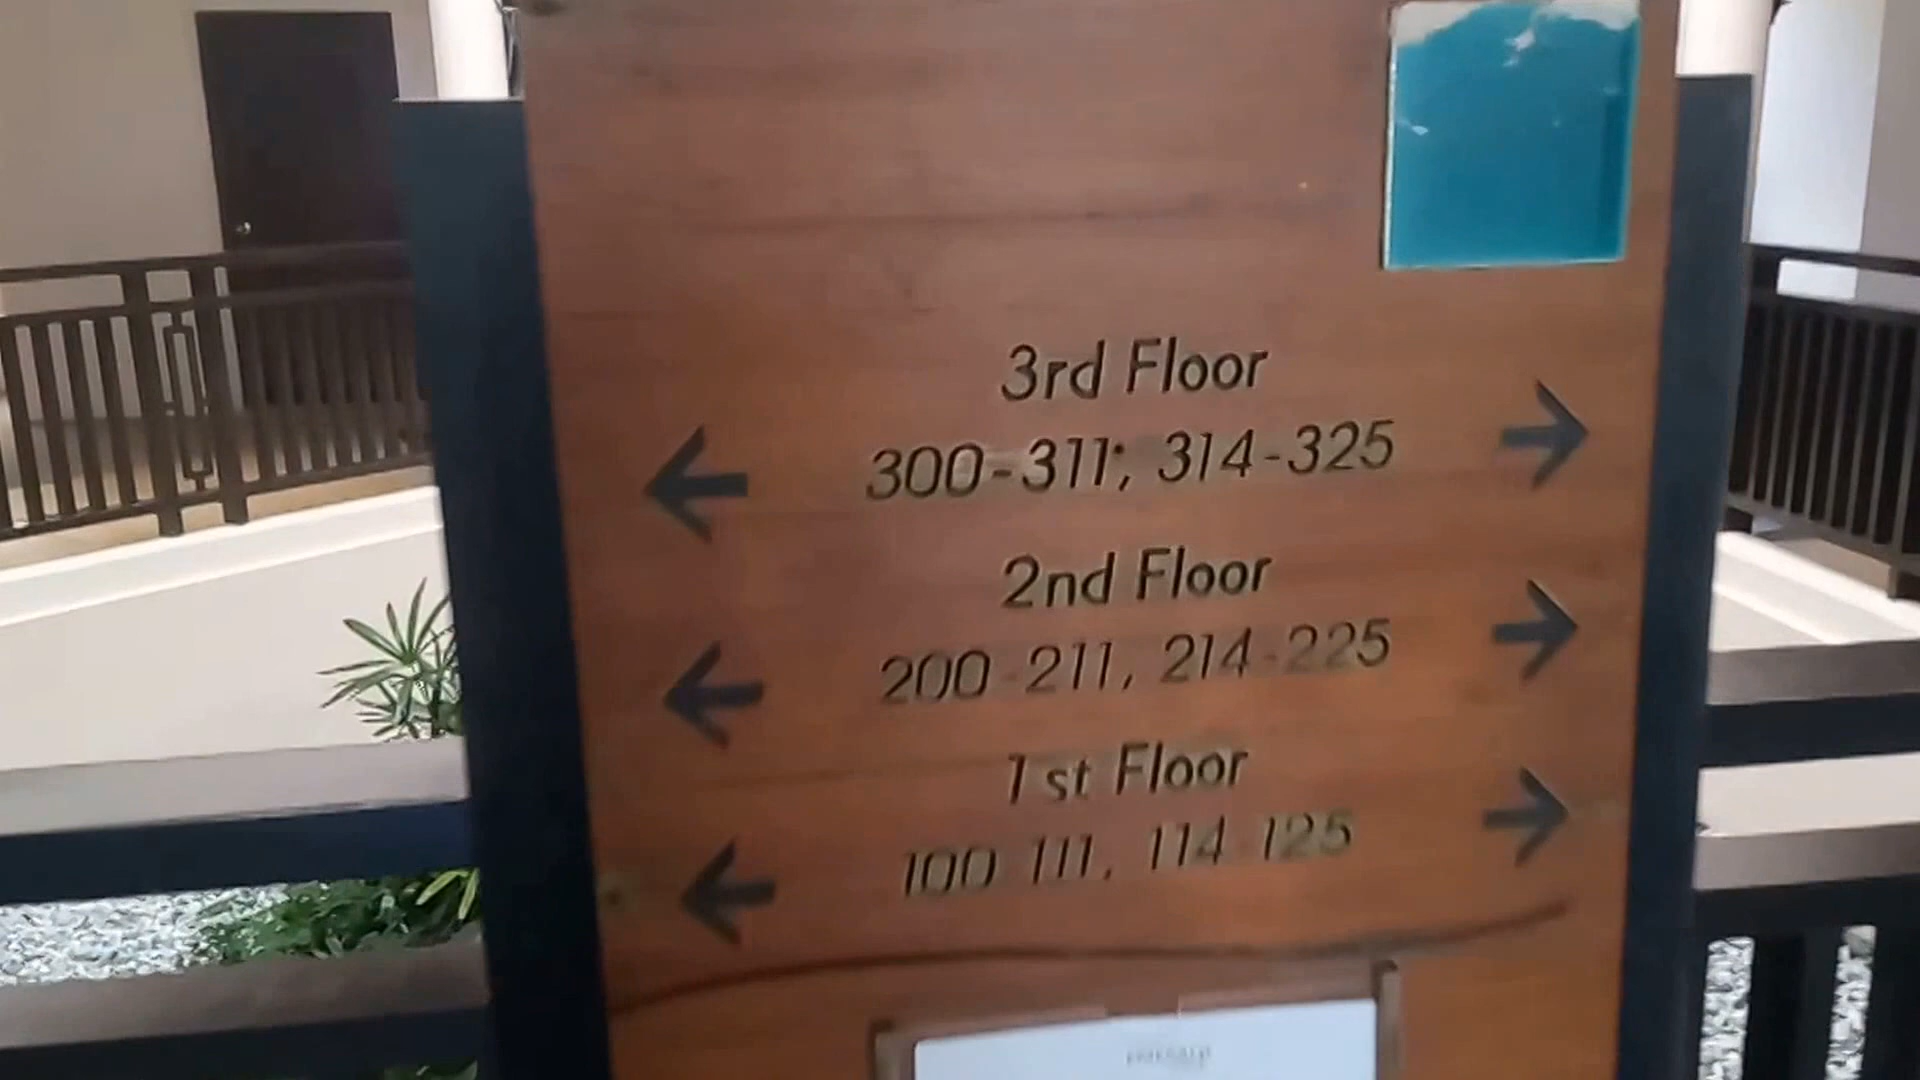 3rd Floor
← 300-311, 314-325 →
2nd Floor
← 200-211, 214-225 →
1st Floor
← 100-111, 114-125 →